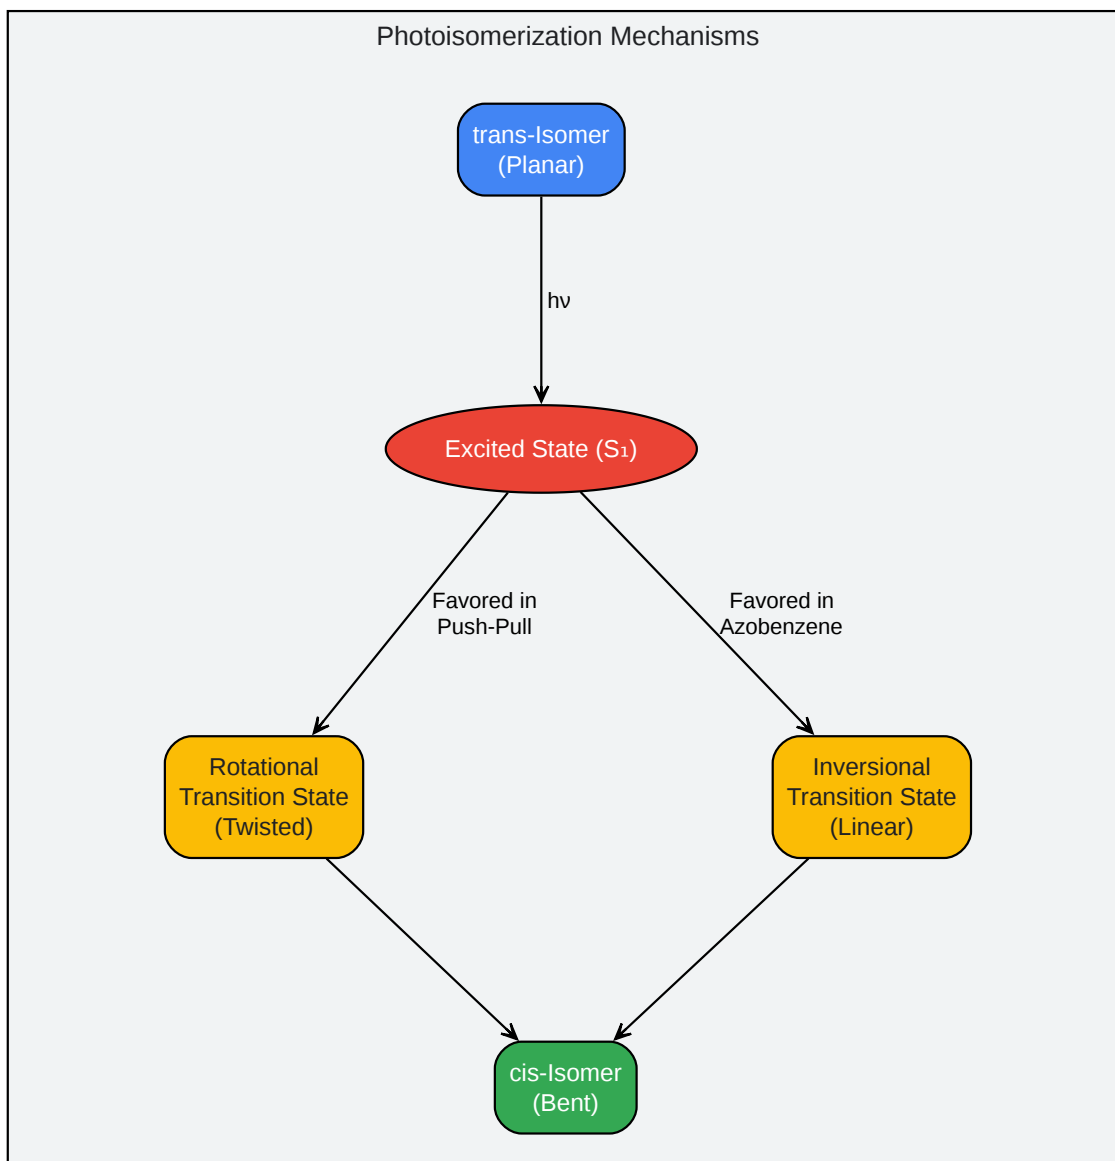 Photoisomerization Mechanisms
trans-Isomer
(Planar)
hν
Excited State (S₁)
Favored in
Push-Pull
Favored in
Azobenzene
Rotational
Transition State
(Twisted)
Inversional
Transition State
(Linear)
cis-Isomer
(Bent)